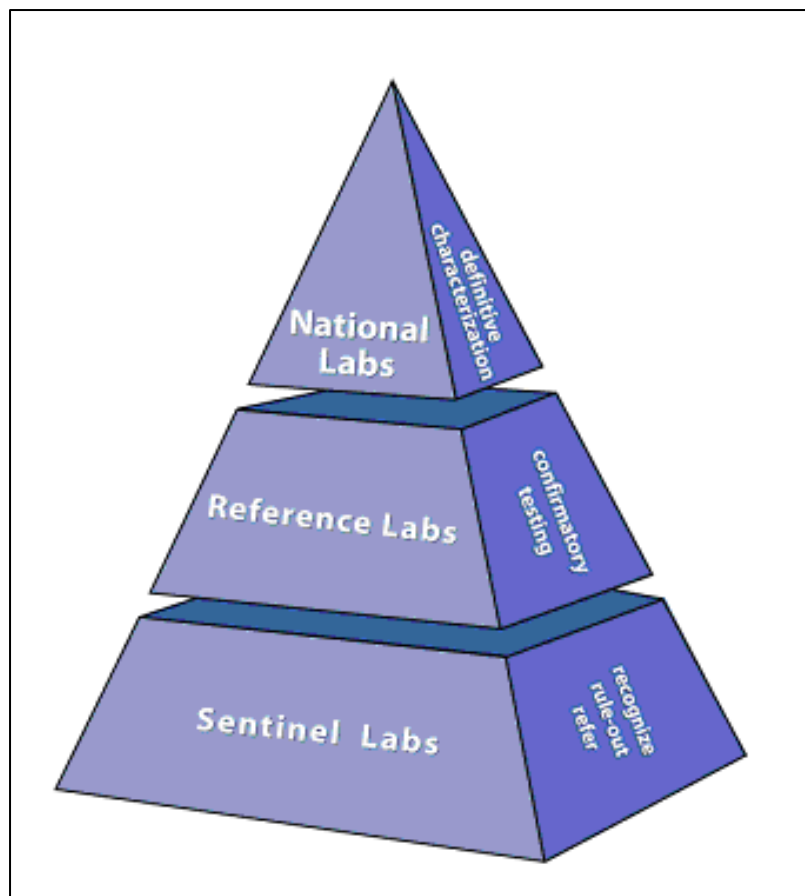 National
Labs
definitive
characterization
Reference Labs
confirmatory
testing
Sentinel Labs
recognize
rule-out
refer